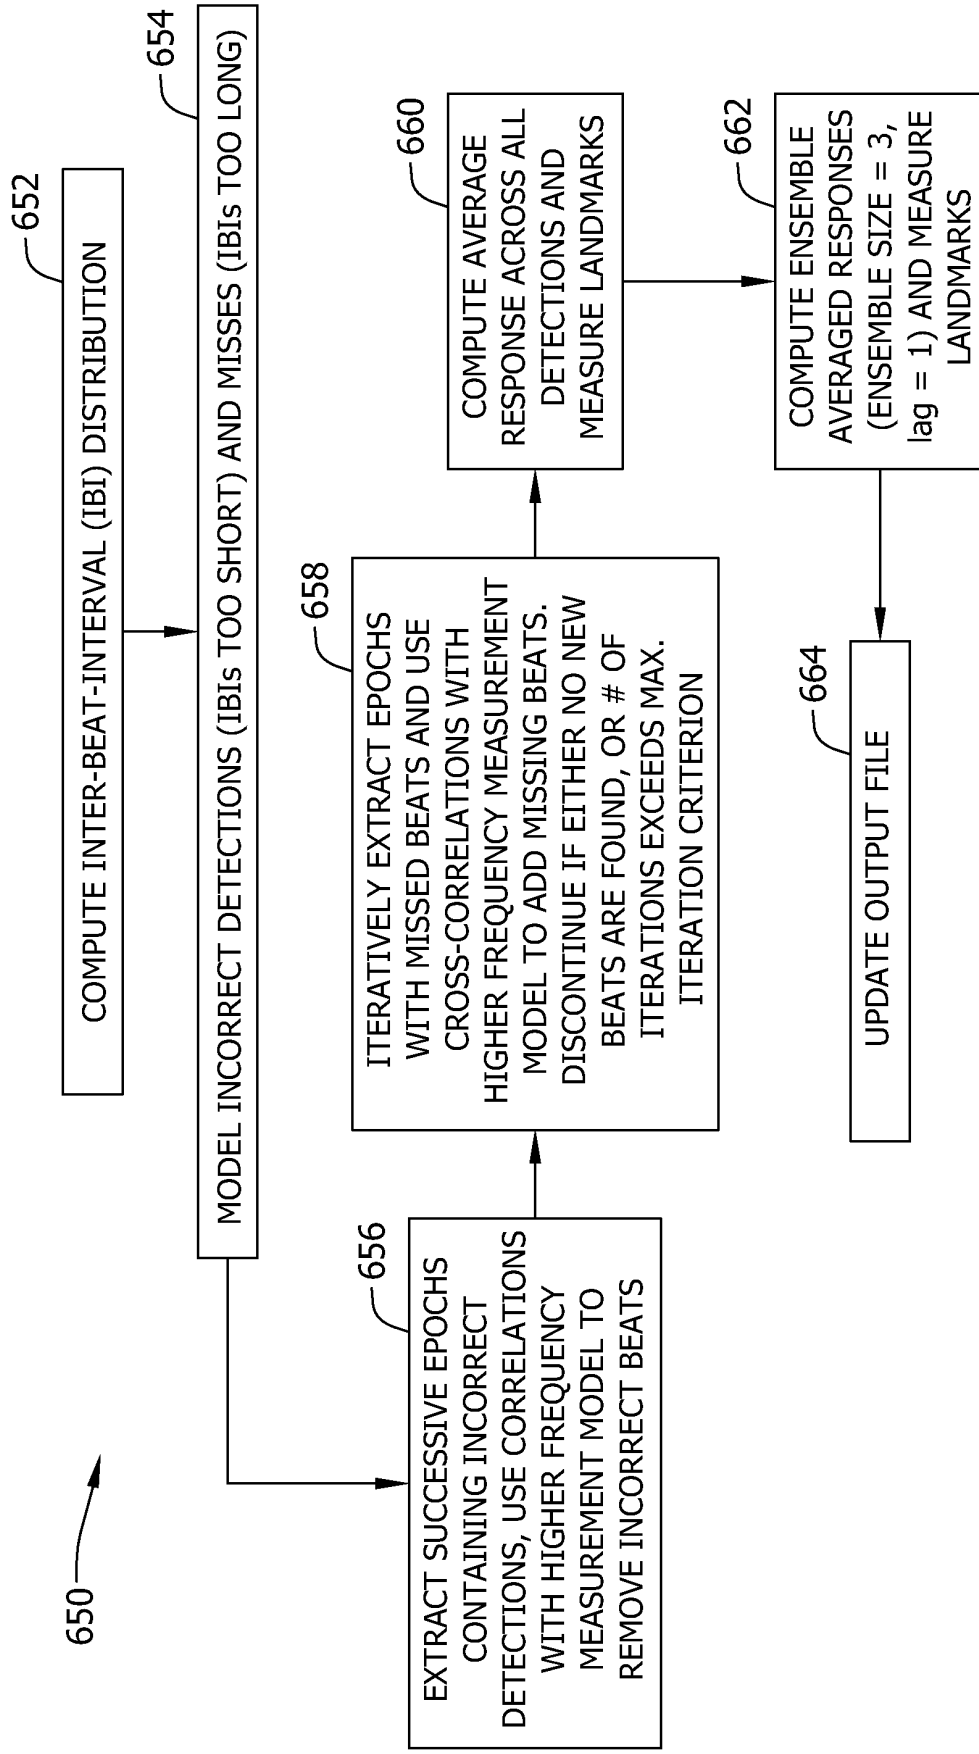 650
652
COMPUTE INTER-BEAT-INTERVAL (IBI) DISTRIBUTION
654
MODEL INCORRECT DETECTIONS (IBIs TOO SHORT) AND MISSES (IBIs TOO LONG)
656
EXTRACT SUCCESSIVE EPOCHS
CONTAINING INCORRECT
DETECTIONS, USE CORRELATIONS
WITH HIGHER FREQUENCY
MEASUREMENT MODEL TO
REMOVE INCORRECT BEATS
658
ITERATIVELY EXTRACT EPOCHS
WITH MISSED BEATS AND USE
CROSS-CORRELATIONS WITH
HIGHER FREQUENCY MEASUREMENT
MODEL TO ADD MISSING BEATS.
DISCONTINUE IF EITHER NO NEW
BEATS ARE FOUND, OR # OF
ITERATIONS EXCEEDS MAX.
ITERATION CRITERION
660
COMPUTE AVERAGE
RESPONSE ACROSS ALL
DETECTIONS AND
MEASURE LANDMARKS
662
COMPUTE ENSEMBLE
AVERAGED RESPONSES
(ENSEMBLE SIZE = 3,
lag = 1) AND MEASURE
LANDMARKS
664
UPDATE OUTPUT FILE